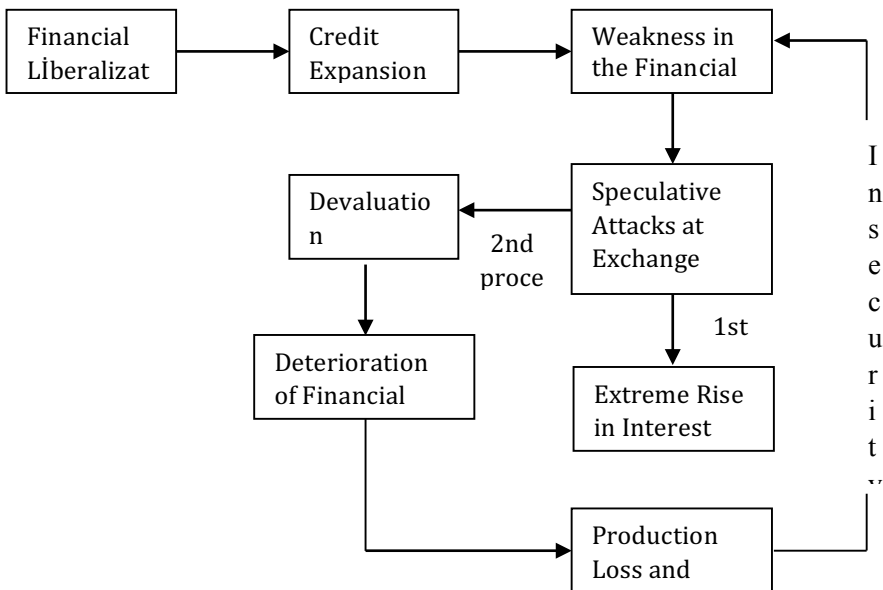 Financial
Lİberalizat
Credit
Expansion
Weakness in
the Financial
Speculative
Attacks at
Exchange
Devaluatio
n
2nd
proce
1st
Deterioration
of Financial
Extreme Rise
in Interest
Production
Loss and
I
n
s
e
c
u
r
i
t
y